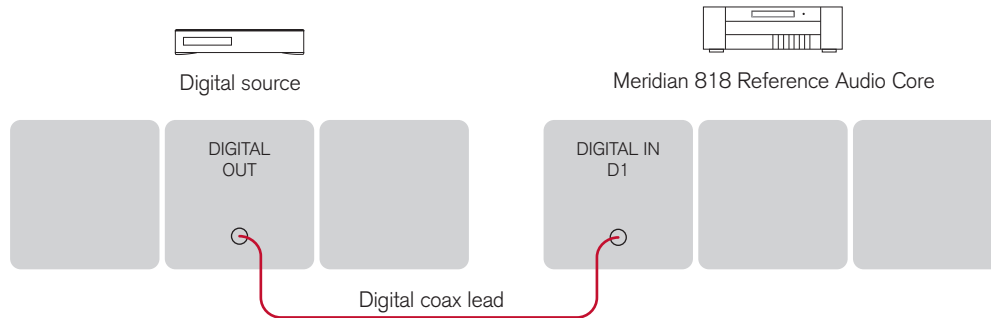 Digital source
Meridian 818 Reference Audio Core
DIGITAL
OUT
DIGITAL IN
D1
Digital coax lead